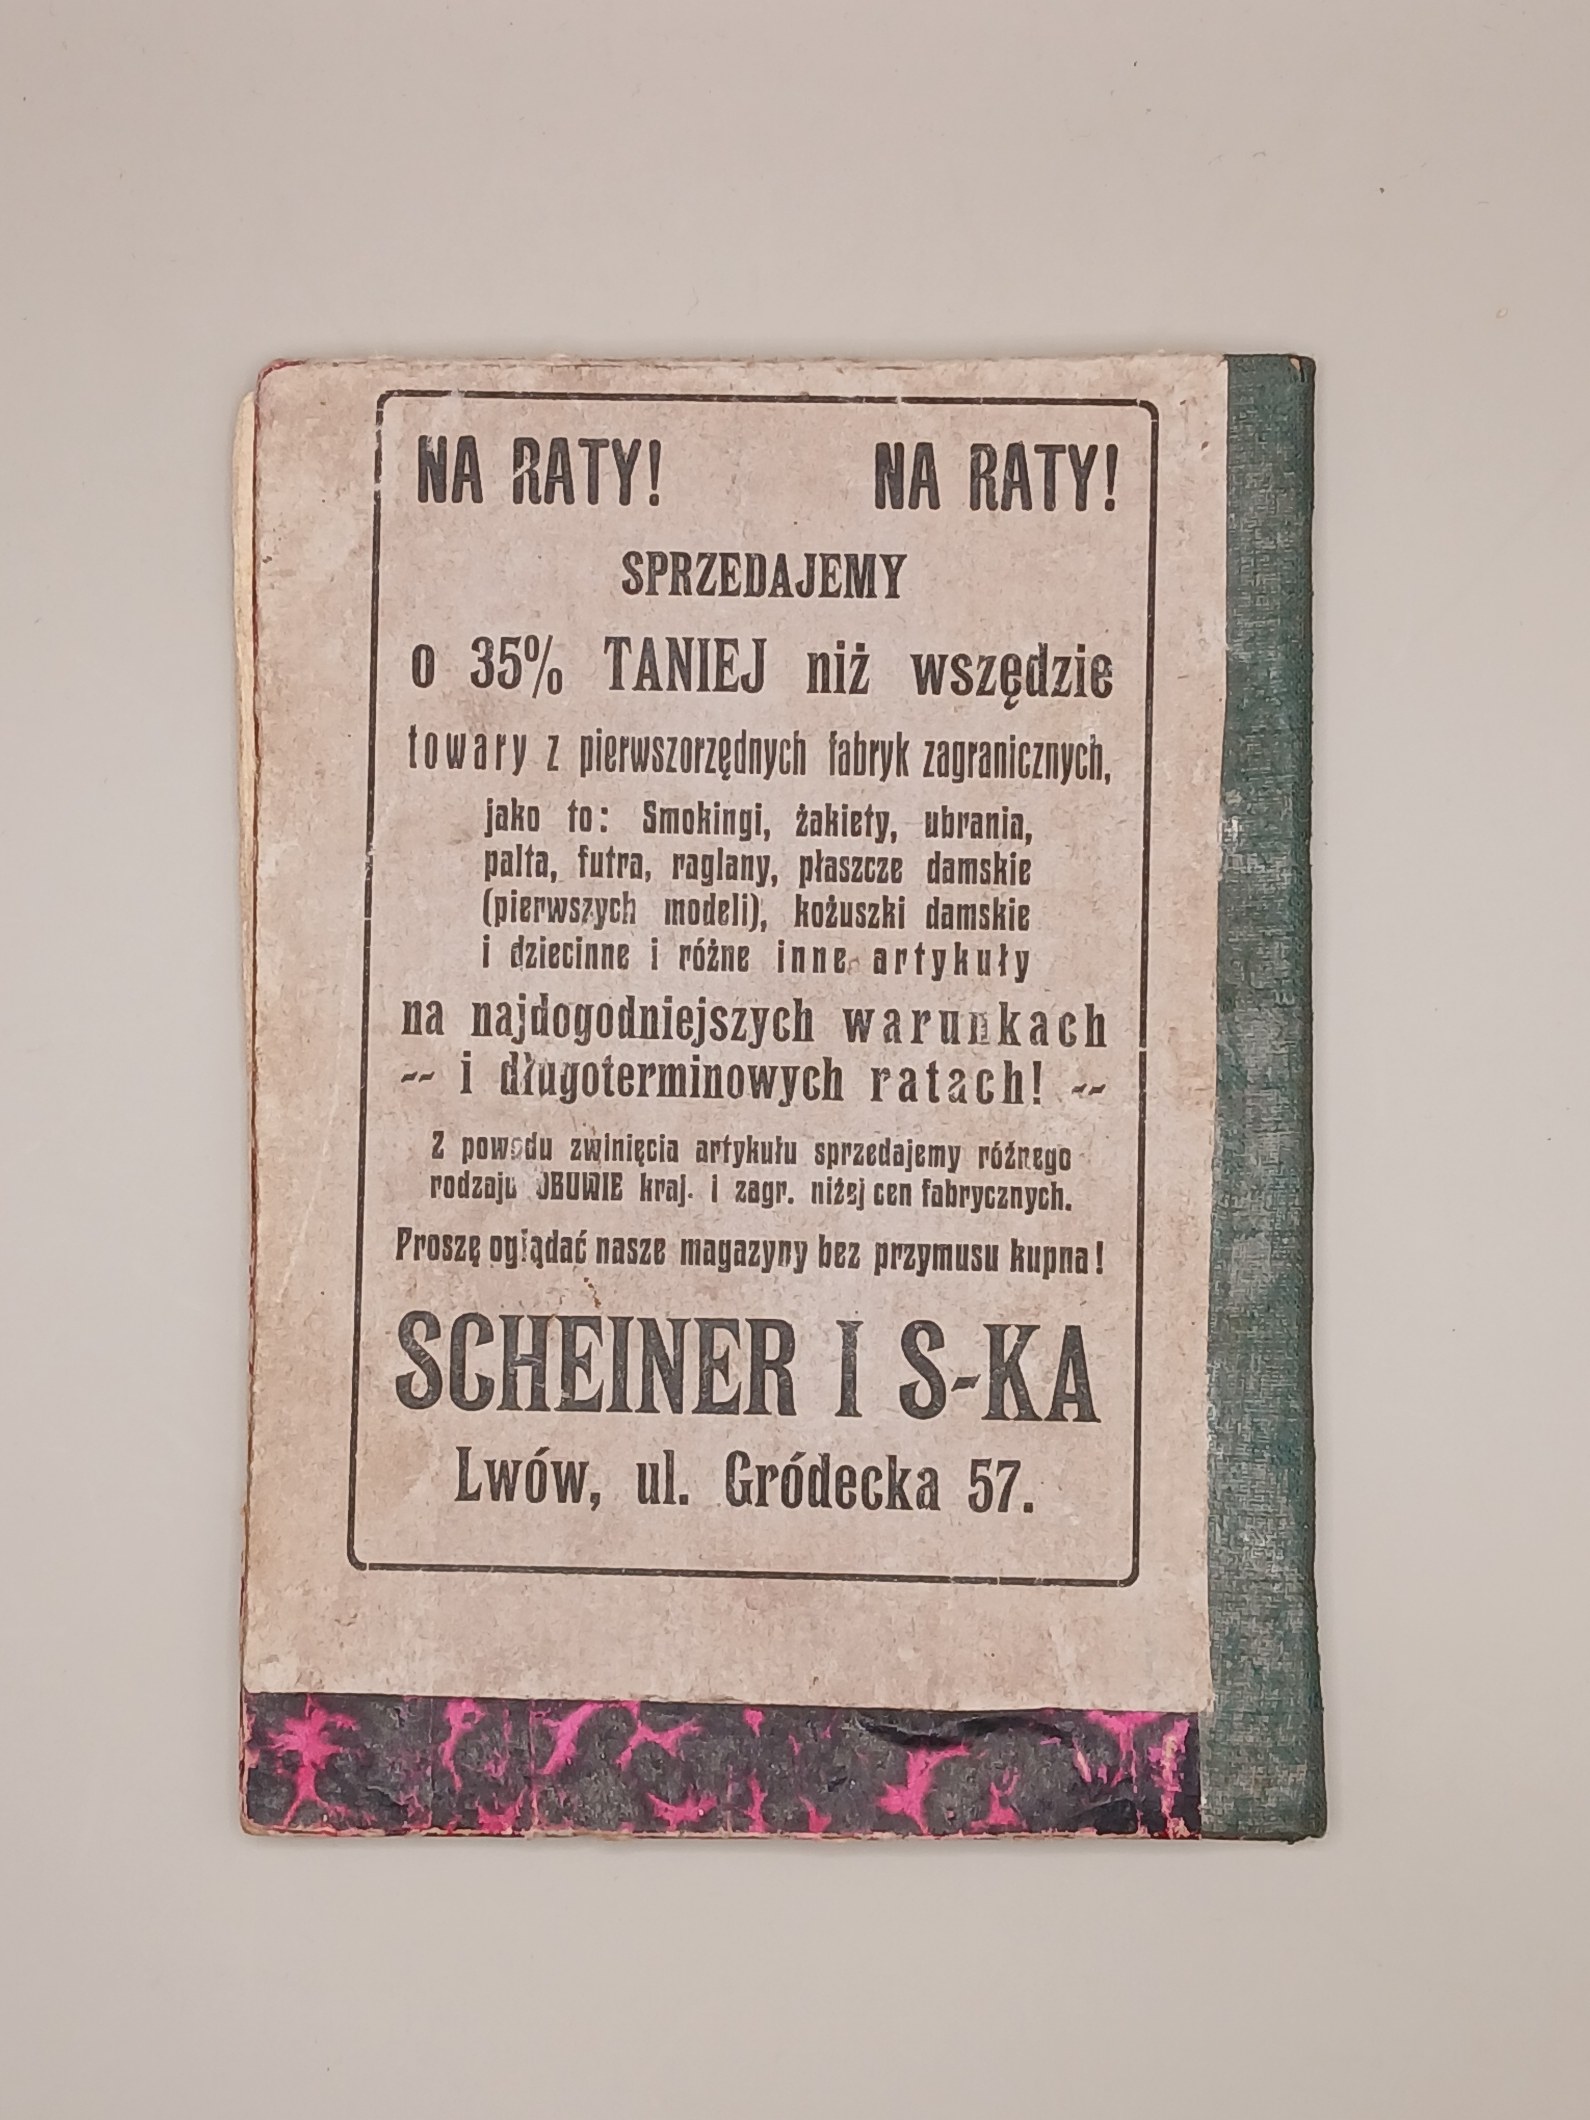 NA RATY! NA RATY!
SPRZEDAJEMY
o 35% TANIEJ niż wszędzie
towary z pierwszorzędnych fabryk zagranicznych,
jako to: Smokingi, żakiety, ubrania,
palta, futra, raglany, płaszcze damskie
(pierwszych modeli), kożuszki damskie
i dziecinne i różne inne artykuły
na najdogodniejszych warunkach
-- i długoterminowych ratach! --
Z powodu zwinięcia artykułu sprzedajemy różnego
rodzaju OBUWIE kraj. i zagr. niżej cen fabrycznych.
Proszę oglądać nasze magazyny bez przymusu kupna!
SCHEINER I S-KA
Lwów, ul. Gródecka 57.